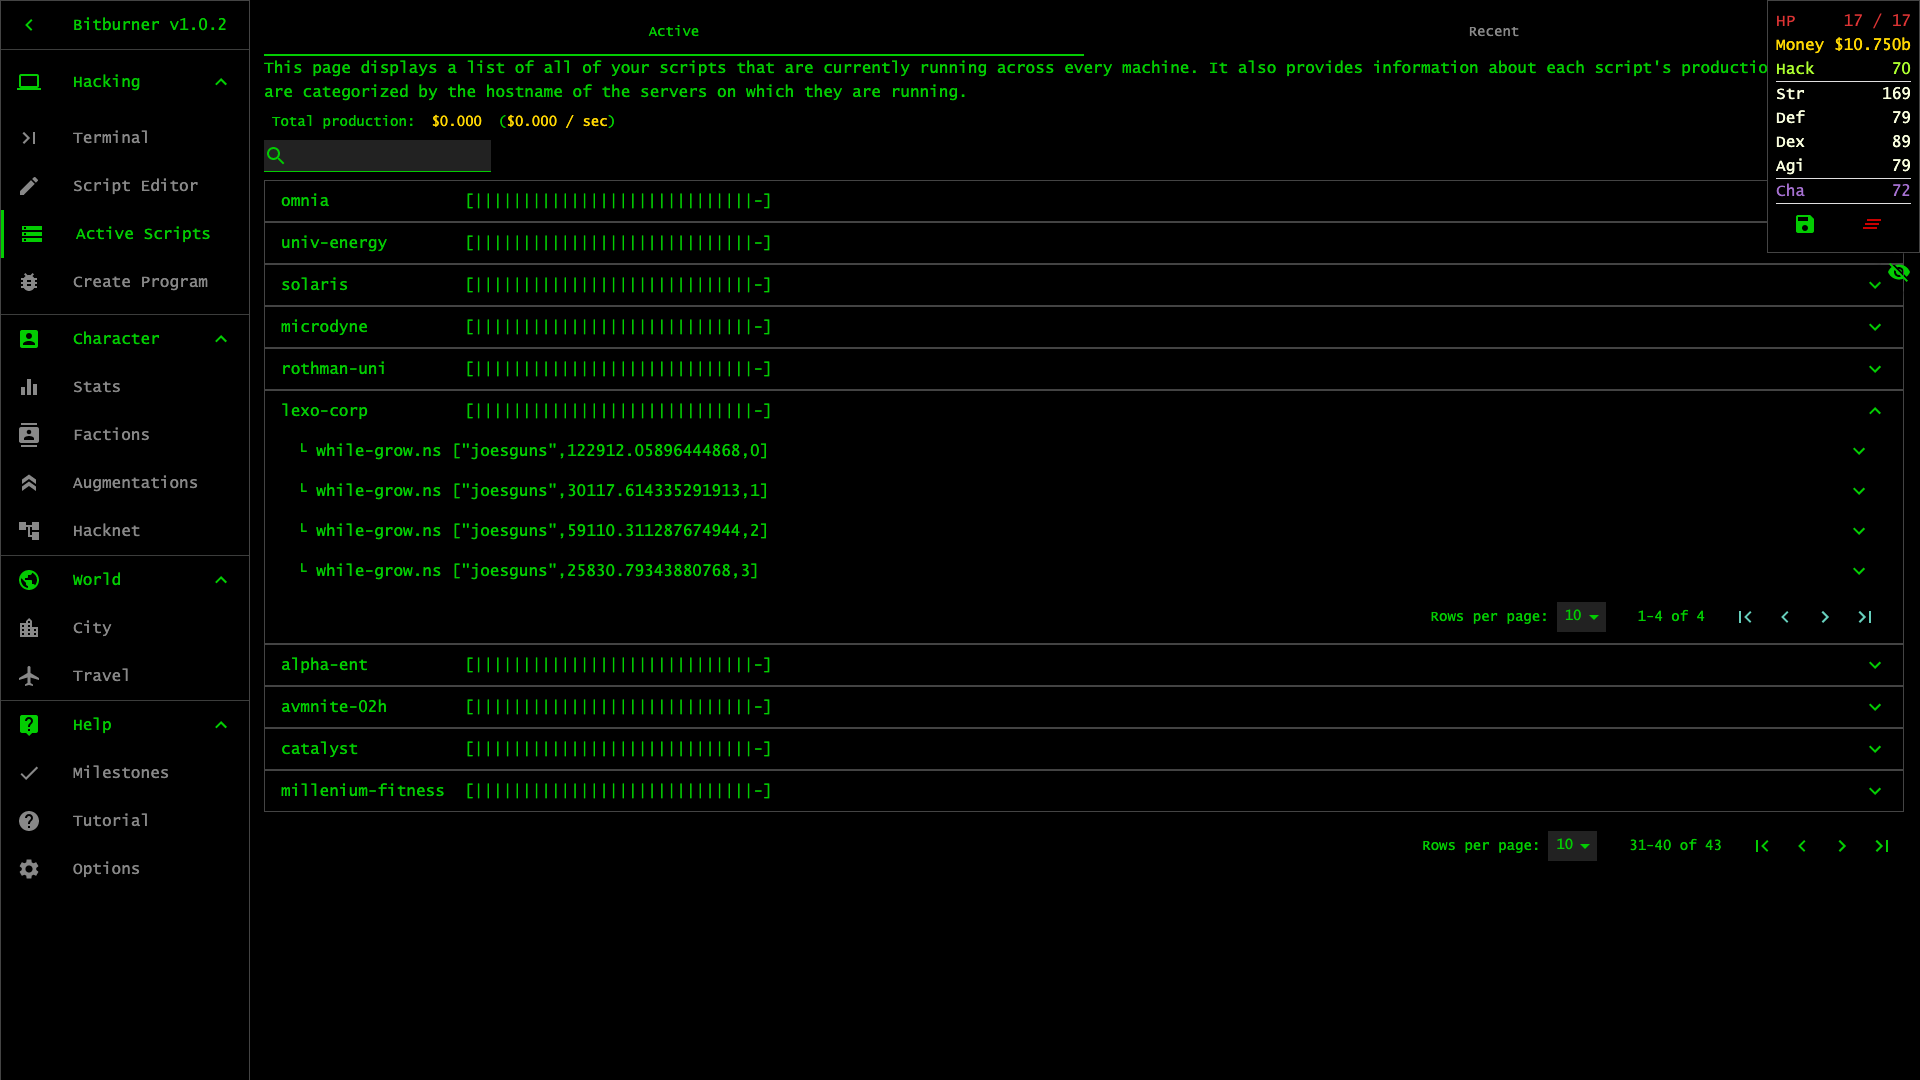 Bitburner v1.0.2
Hacking
Terminal
Script Editor
Active Scripts
Create Program
Character
Stats
Factions
Augmentations
Hacknet
World
City
Travel
Help
Milestones
Tutorial
Options
Active
Recent
This page displays a list of all of your scripts that are currently running across every machine. It also provides information about each script's productio
are categorized by the hostname of the servers on which they are running.
Total production: $0.000 ($0.000 / sec)
omnia [|||||||||||||||||||||||||||||-]
univ-energy [|||||||||||||||||||||||||||||-]
solaris [|||||||||||||||||||||||||||||-]
microdyne [|||||||||||||||||||||||||||||-]
rothman-uni [|||||||||||||||||||||||||||||-]
lexo-corp [|||||||||||||||||||||||||||||-]
└ while-grow.ns ["joesguns",122912.05896444868,0]
└ while-grow.ns ["joesguns",30117.614335291913,1]
└ while-grow.ns ["joesguns",59110.311287674944,2]
└ while-grow.ns ["joesguns",25830.79343880768,3]
Rows per page: 10 1-4 of 4
alpha-ent [|||||||||||||||||||||||||||||-]
avmnite-02h [|||||||||||||||||||||||||||||-]
catalyst [|||||||||||||||||||||||||||||-]
millenium-fitness [|||||||||||||||||||||||||||||-]
Rows per page: 10 31-40 of 43
HP 17 / 17
Money $10.750b
Hack 70
Str 169
Def 79
Dex 89
Agi 79
Cha 72